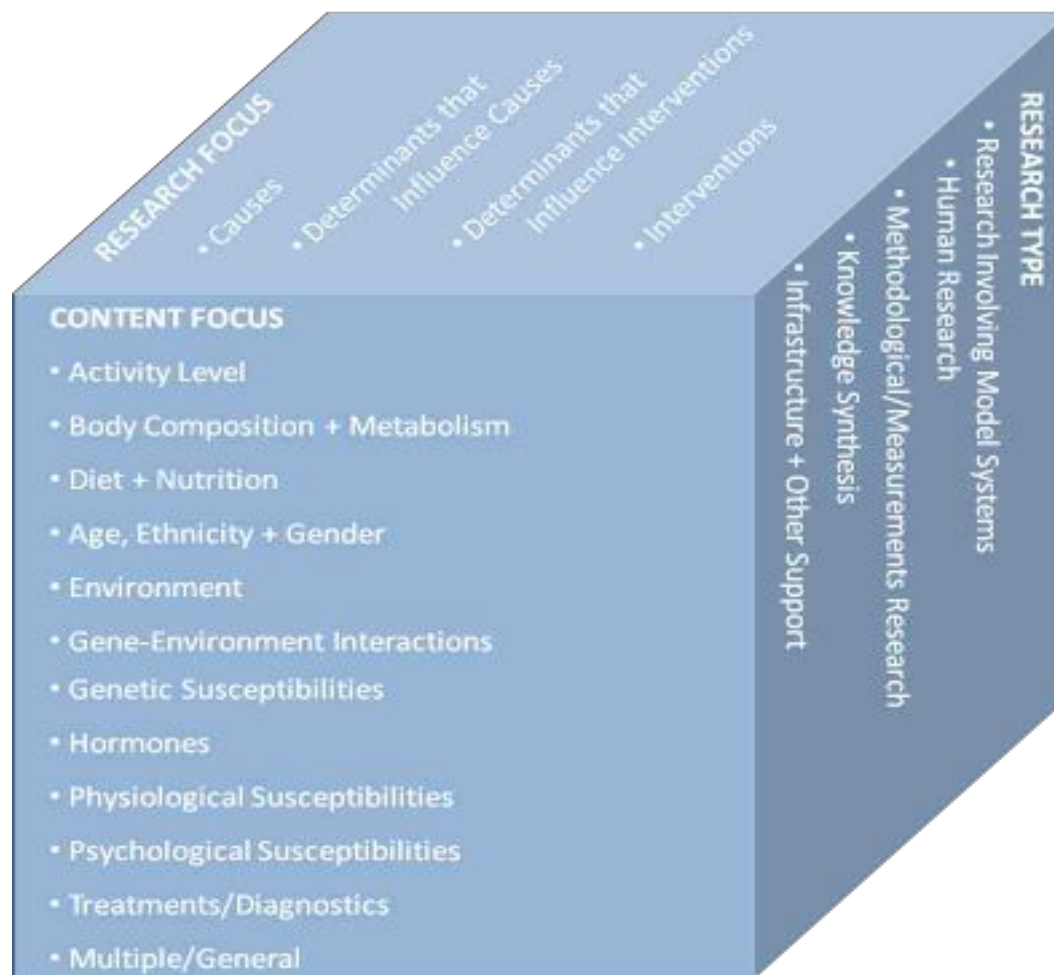 RESEARCH FOCUS
• Causes
• Determinants that
Influence Causes
• Determinants that
Influence Interventions
• Interventions
CONTENT FOCUS
• Activity Level
• Body Composition + Metabolism
• Diet + Nutrition
• Age, Ethnicity + Gender
• Environment
• Gene-Environment Interactions
• Genetic Susceptibilities
• Hormones
• Physiological Susceptibilities
• Psychological Susceptibilities
• Treatments/Diagnostics
• Multiple/General
RESEARCH TYPE
• Research Involving Model Systems
• Human Research
• Methodological/Measurements Research
• Knowledge Synthesis
• Infrastructure + Other Support